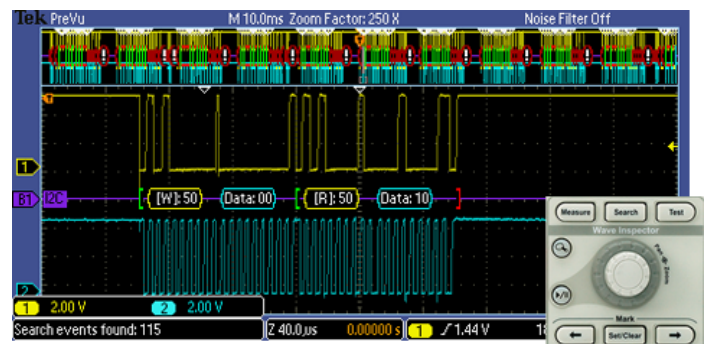 Tek PreVu M 10.0ms Zoom Factor: 250 X Noise Filter Off
T
T
1
B1 I2C [W]: 50 Data: 00 [R]: 50 Data: 10
2
1 2.00 V 2 2.00 V
Search events found: 115 Z 40.0µs 0.00000 s 1 1.44 V
Measure Search Test
Wave Inspector
Pan Zoom
Mark
← Set/Clear →